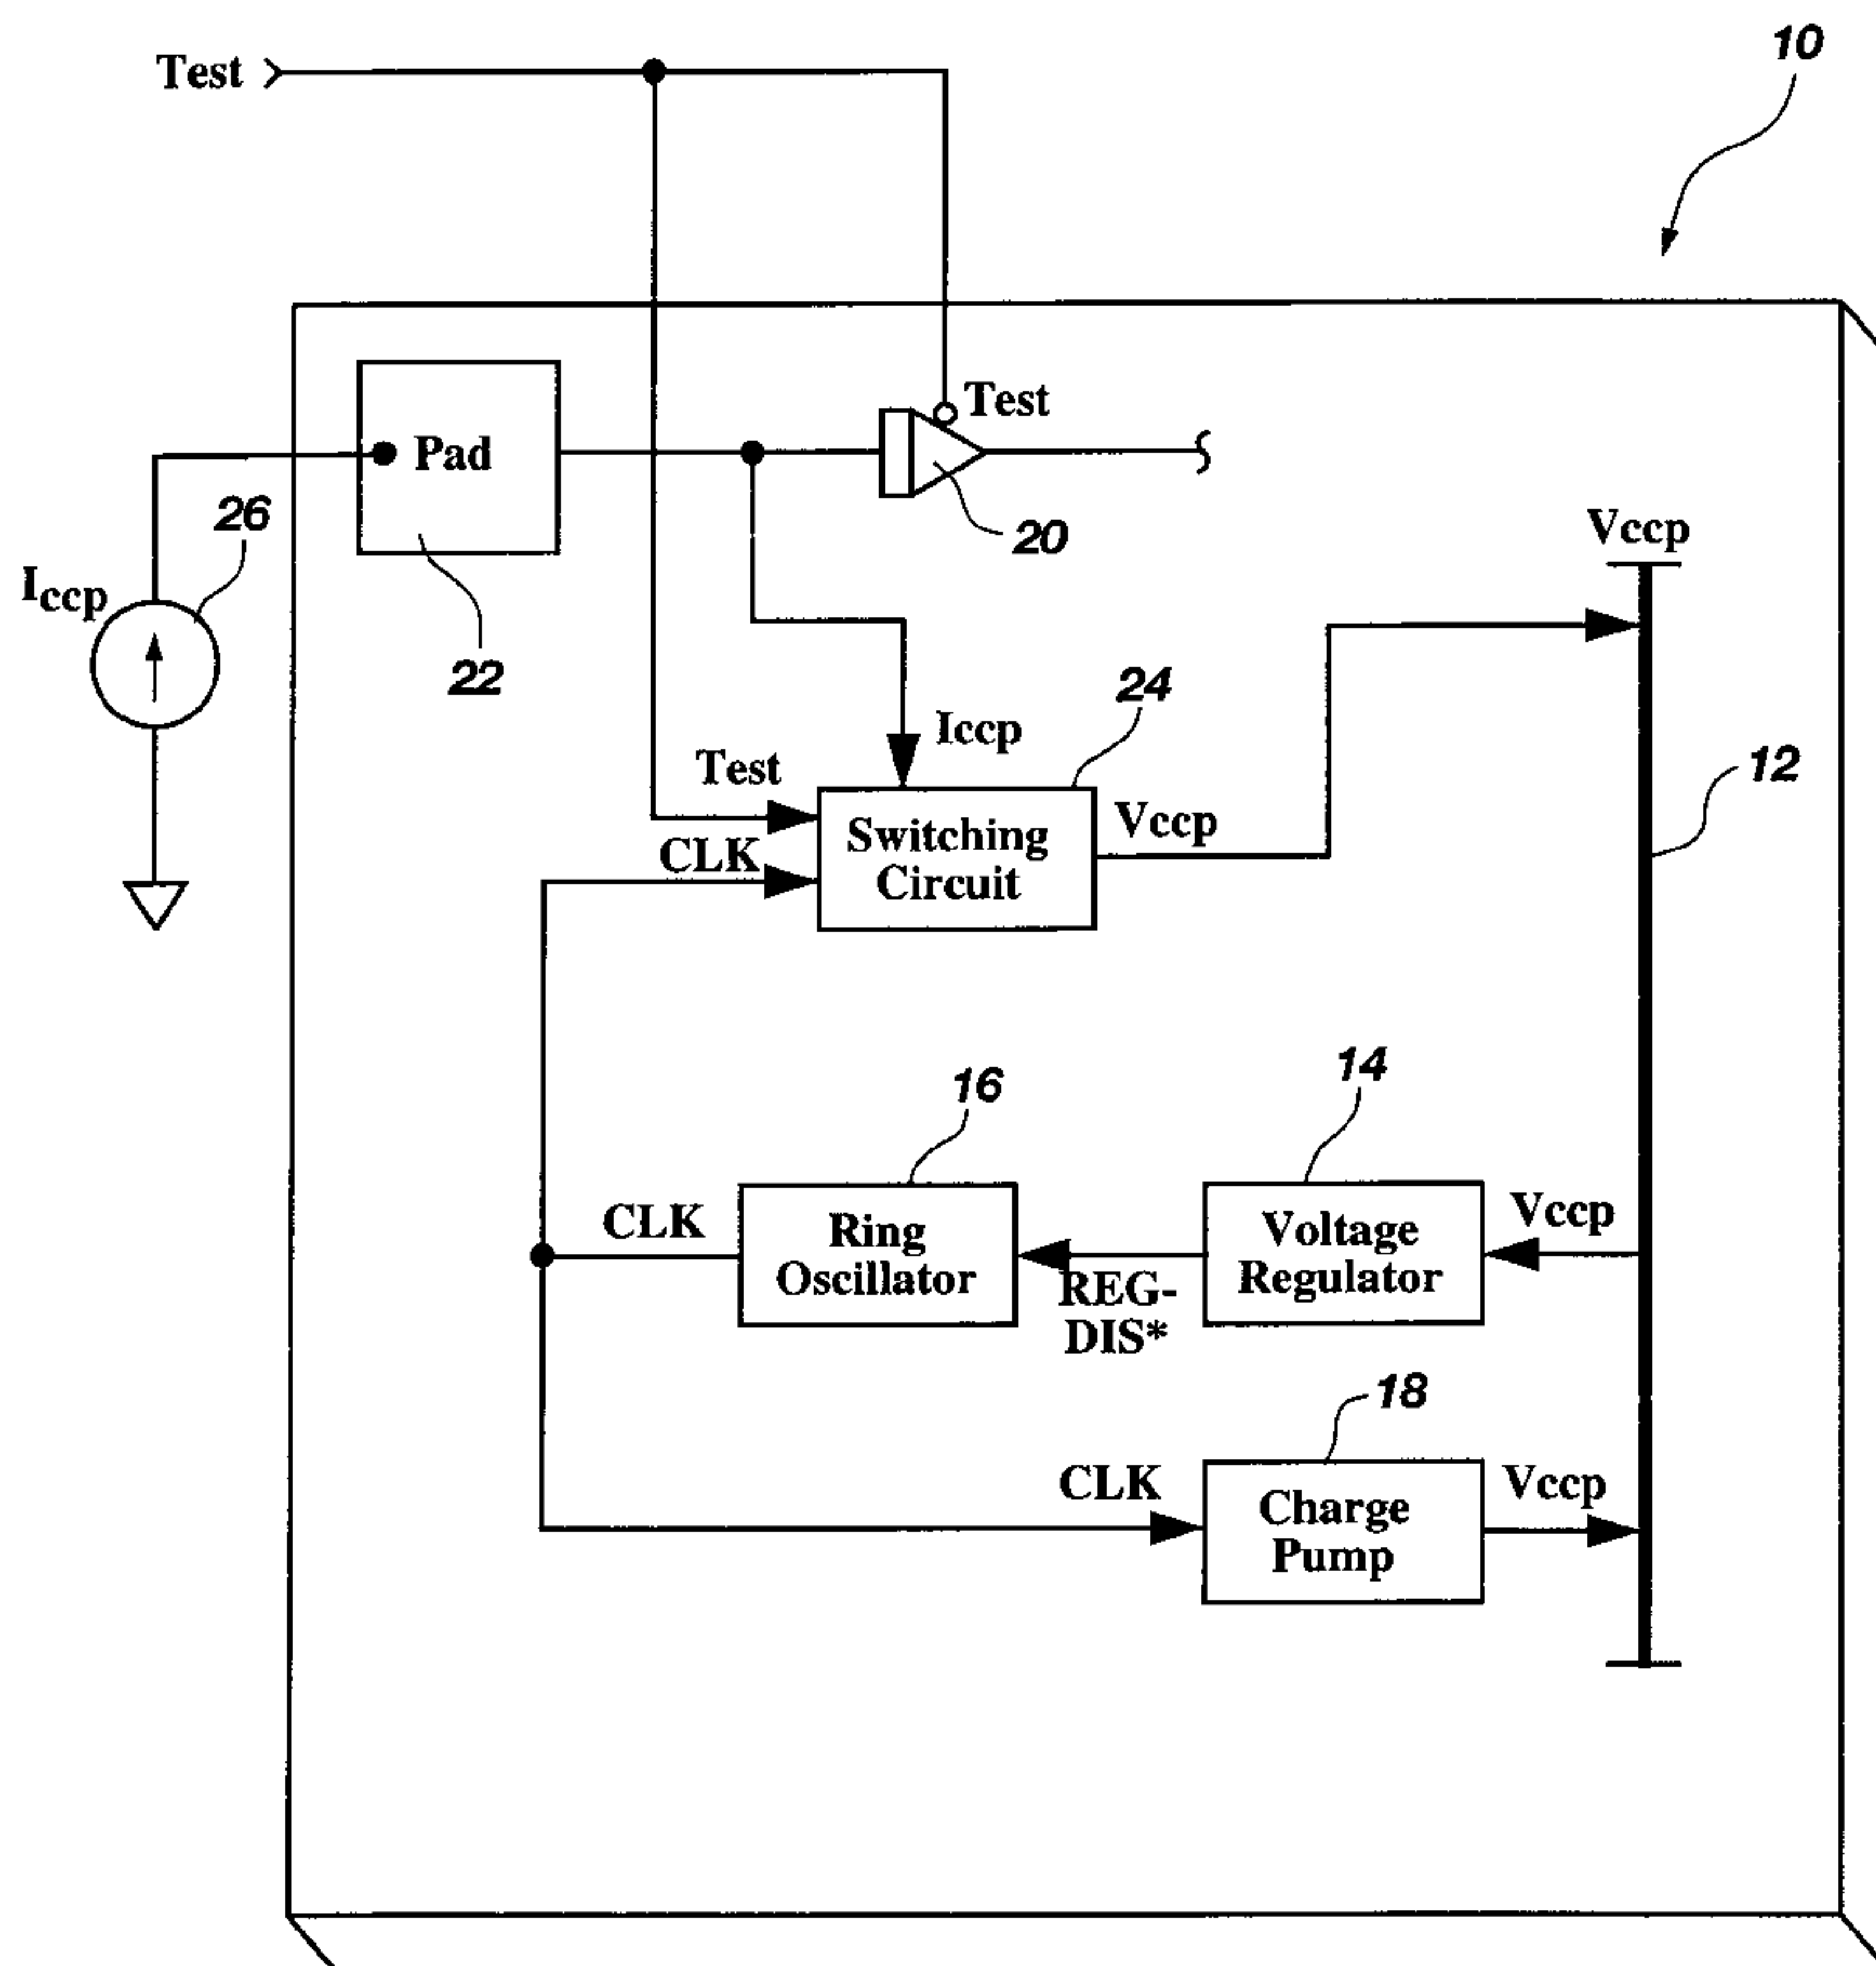 10
Test
Test
Pad
26
20
Vccp
Iccp
22
24
Iccp
Test
12
Vccp
CLK
Switching
Circuit
14
16
CLK
Ring
Oscillator
Voltage
Regulator
Vccp
REG-
DIS*
18
CLK
Charge
Pump
Vccp